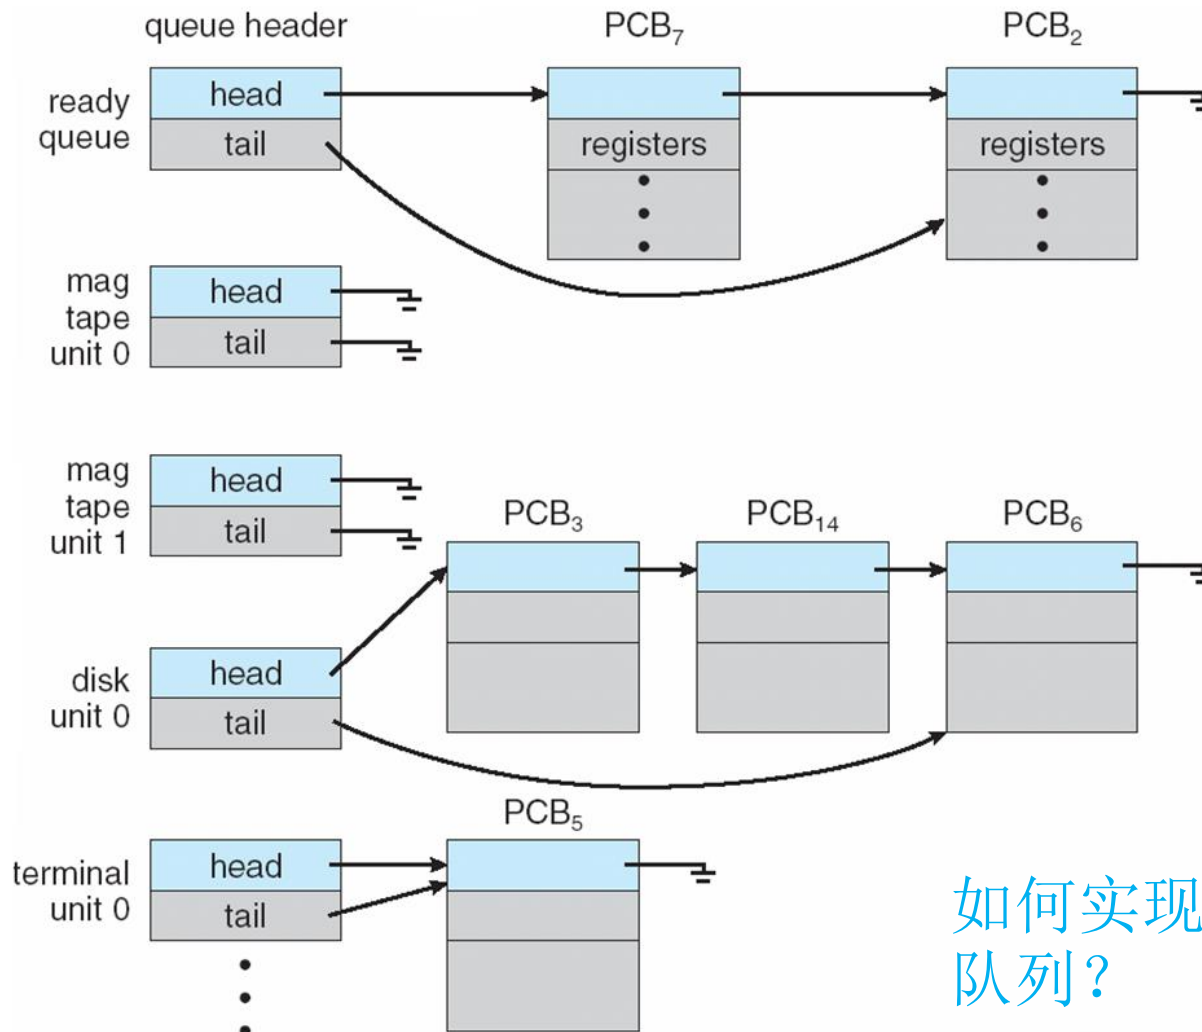 queue header
PCB₇
PCB₂
ready
queue
head
tail
registers
registers
mag
tape
unit 0
head
tail
mag
tape
unit 1
head
tail
PCB₃
PCB₁₄
PCB₆
disk
unit 0
head
tail
PCB₅
terminal
unit 0
head
tail
如何实现
队列？